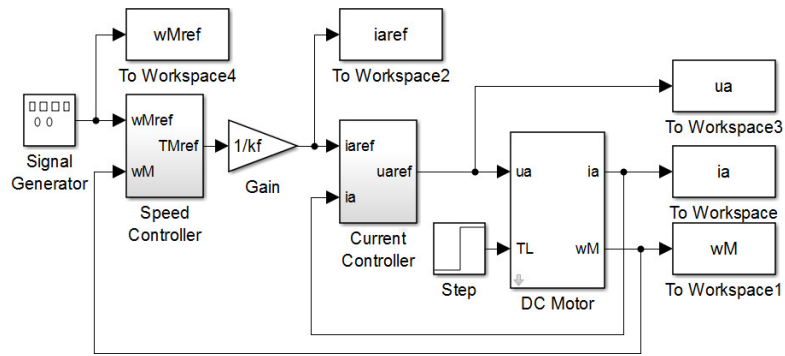 wMref
To Workspace4
iaref
To Workspace2
ua
To Workspace3
Signal
Generator
wMref
TMref
wM
Speed
Controller
1/kf
Gain
iaref
uaref
ia
Current
Controller
Step
ua
ia
TL
wM
DC Motor
ia
To Workspace
wM
To Workspace1